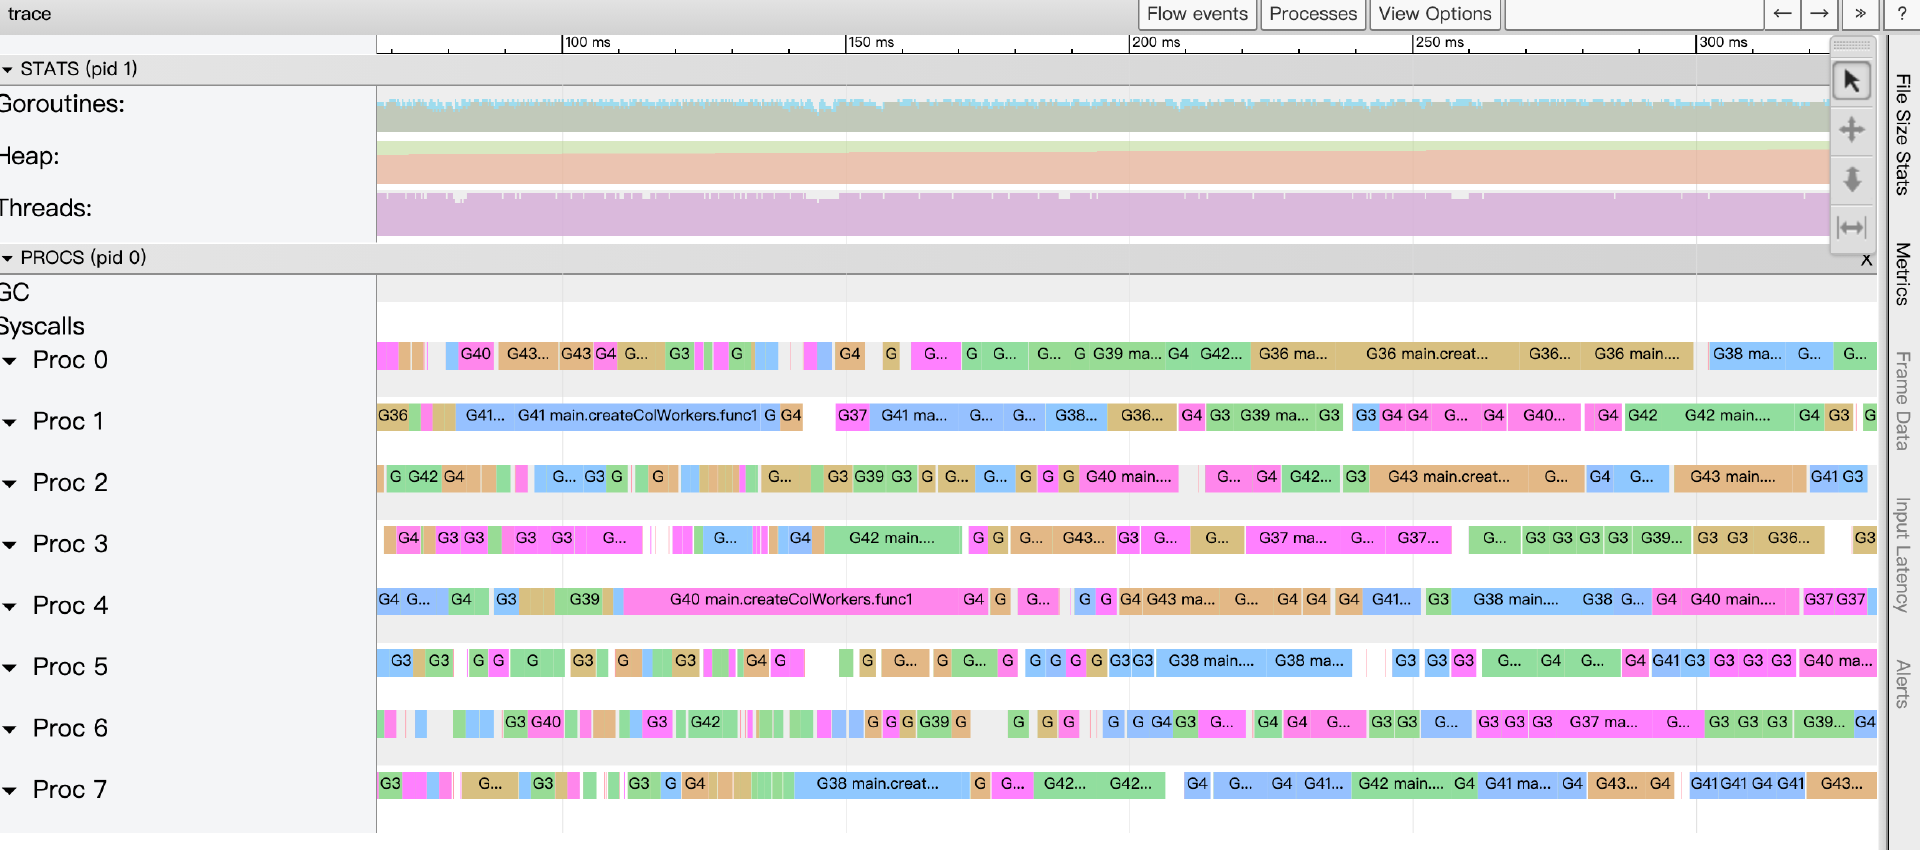 trace Flow events Processes View Options ← → » ?
100 ms 150 ms 200 ms 250 ms 300 ms
STATS (pid 1)
Goroutines:
Heap:
Threads:
PROCS (pid 0) X
GC
Syscalls
Proc 0 G40 G43... G43 G4 G... G3 G G4 G G... G G... G... G G39 ma... G4 G42... G36 ma... G36 main.creat... G36... G36 main.... G38 ma... G... G...
Proc 1 G36 G41... G41 main.createColWorkers.func1 G G4 G37 G41 ma... G... G... G38... G36... G4 G3 G39 ma... G3 G3 G4 G4 G... G4 G40... G4 G42 G42 main.... G4 G3 G
Proc 2 G G42 G4 G... G3 G G G... G3 G39 G3 G G... G... G G G G40 main.... G... G4 G42... G3 G43 main.creat... G... G4 G... G43 main.... G41 G3
Proc 3 G4 G3 G3 G3 G3 G... G... G4 G42 main.... G G G... G43... G3 G... G... G37 ma... G... G37... G... G3 G3 G3 G3 G39... G3 G3 G36... G3
Proc 4 G4 G... G4 G3 G39 G40 main.createColWorkers.func1 G4 G G... G G G4 G43 ma... G... G4 G4 G4 G41... G3 G38 main.... G38 G... G4 G40 main.... G37 G37
Proc 5 G3 G3 G G G G3 G G3 G4 G G G... G G... G G G G G G3 G3 G38 main.... G38 ma... G3 G3 G3 G... G4 G... G4 G41 G3 G3 G3 G3 G40 ma...
Proc 6 G3 G40 G3 G42 G G G G39 G G G G G G G4 G3 G... G4 G4 G... G3 G3 G... G3 G3 G3 G37 ma... G... G3 G3 G3 G39... G4
Proc 7 G3 G... G3 G3 G G4 G38 main.creat... G G... G42... G42... G4 G... G4 G41... G42 main.... G4 G41 ma... G4 G43... G4 G41 G41 G4 G41 G43...
File Size Stats
Metrics
Frame Data
Input Latency
Alerts